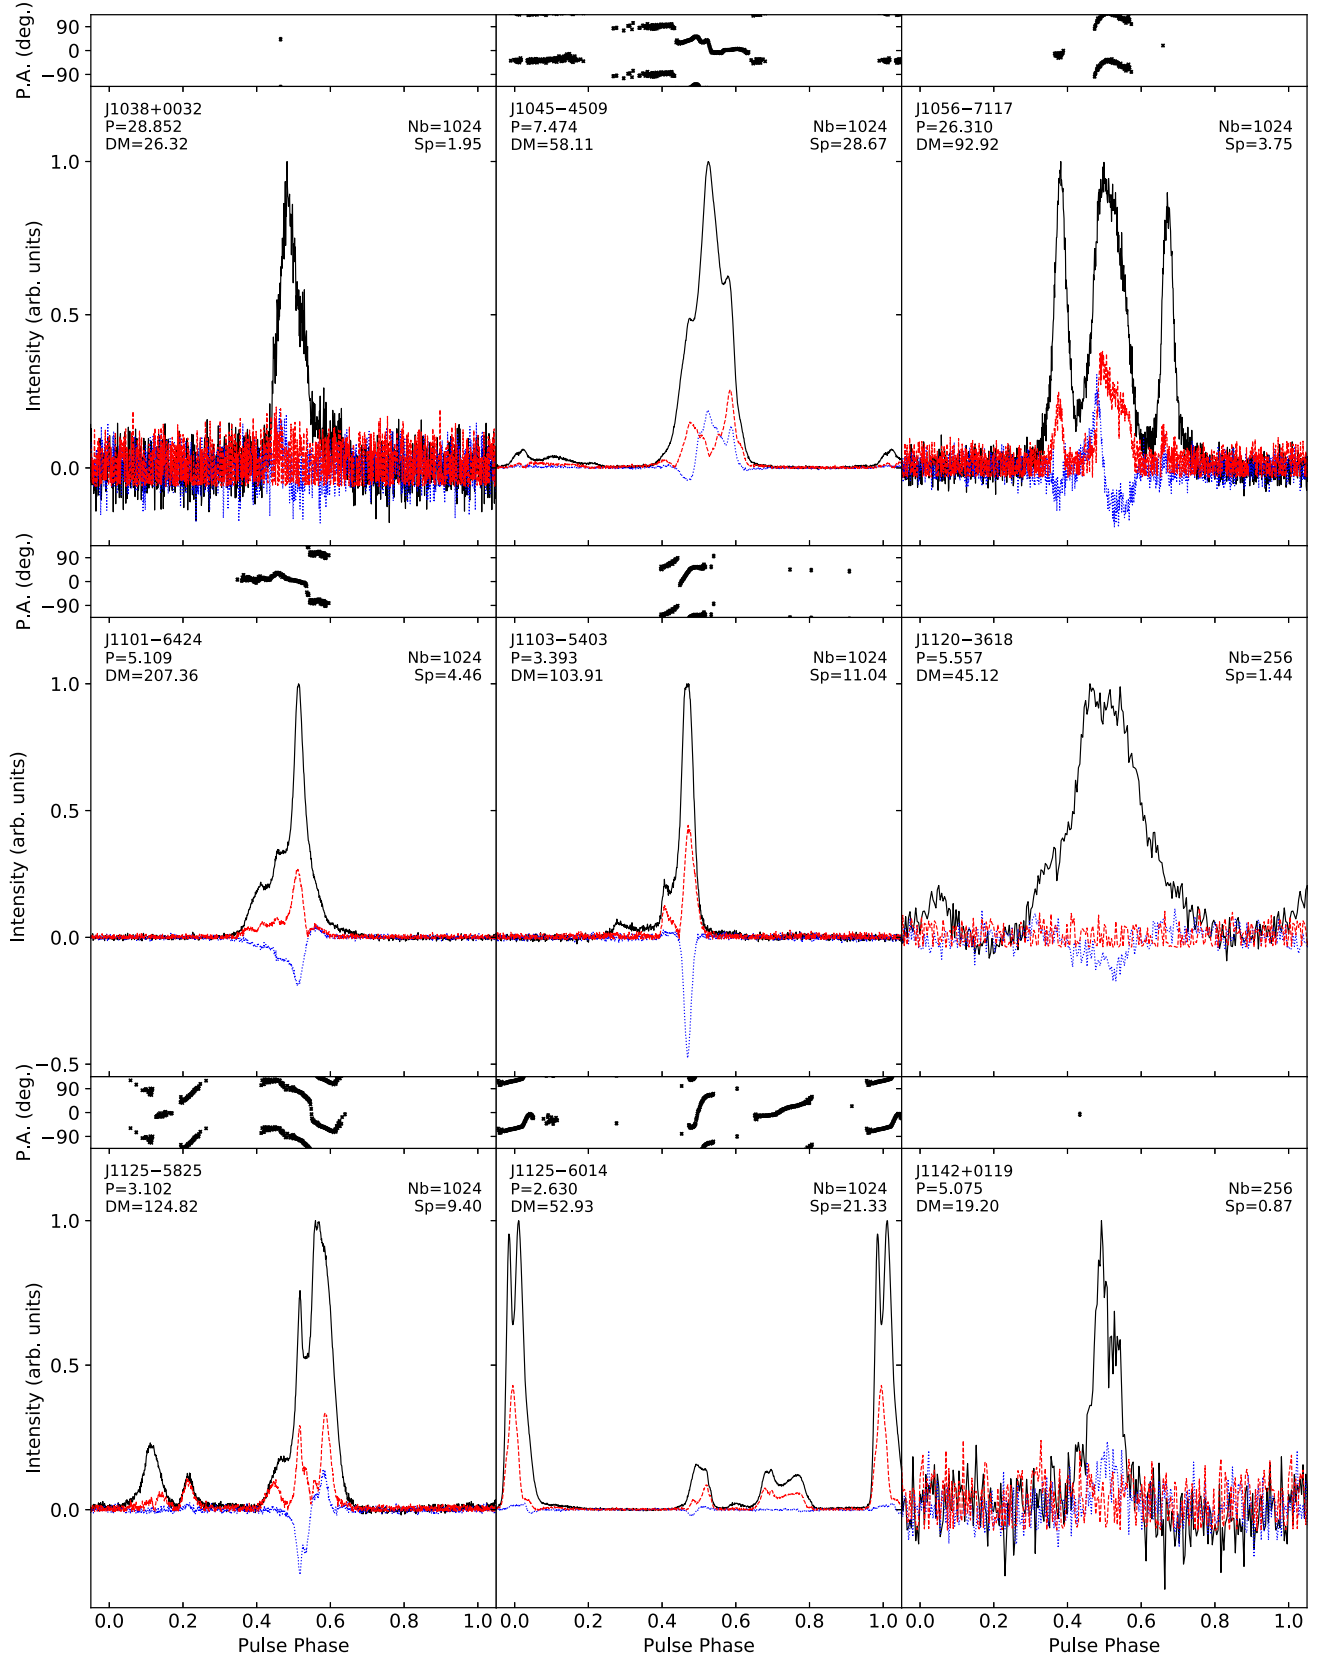 P.A. (deg.)
90
0
−90
J1038+0032
P=28.852
DM=26.32
Nb=1024
Sp=1.95
J1045−4509
P=7.474
DM=58.11
Nb=1024
Sp=28.67
J1056−7117
P=26.310
DM=92.92
Nb=1024
Sp=3.75
Intensity (arb. units)
1.0
0.5
0.0
P.A. (deg.)
90
0
−90
J1101−6424
P=5.109
DM=207.36
Nb=1024
Sp=4.46
J1103−5403
P=3.393
DM=103.91
Nb=1024
Sp=11.04
J1120−3618
P=5.557
DM=45.12
Nb=256
Sp=1.44
Intensity (arb. units)
1.0
0.5
0.0
−0.5
P.A. (deg.)
90
0
−90
J1125−5825
P=3.102
DM=124.82
Nb=1024
Sp=9.40
J1125−6014
P=2.630
DM=52.93
Nb=1024
Sp=21.33
J1142+0119
P=5.075
DM=19.20
Nb=256
Sp=0.87
Intensity (arb. units)
1.0
0.5
0.0
0.0 0.2 0.4 0.6 0.8 1.0
0.0 0.2 0.4 0.6 0.8 1.0
0.0 0.2 0.4 0.6 0.8 1.0
Pulse Phase
Pulse Phase
Pulse Phase